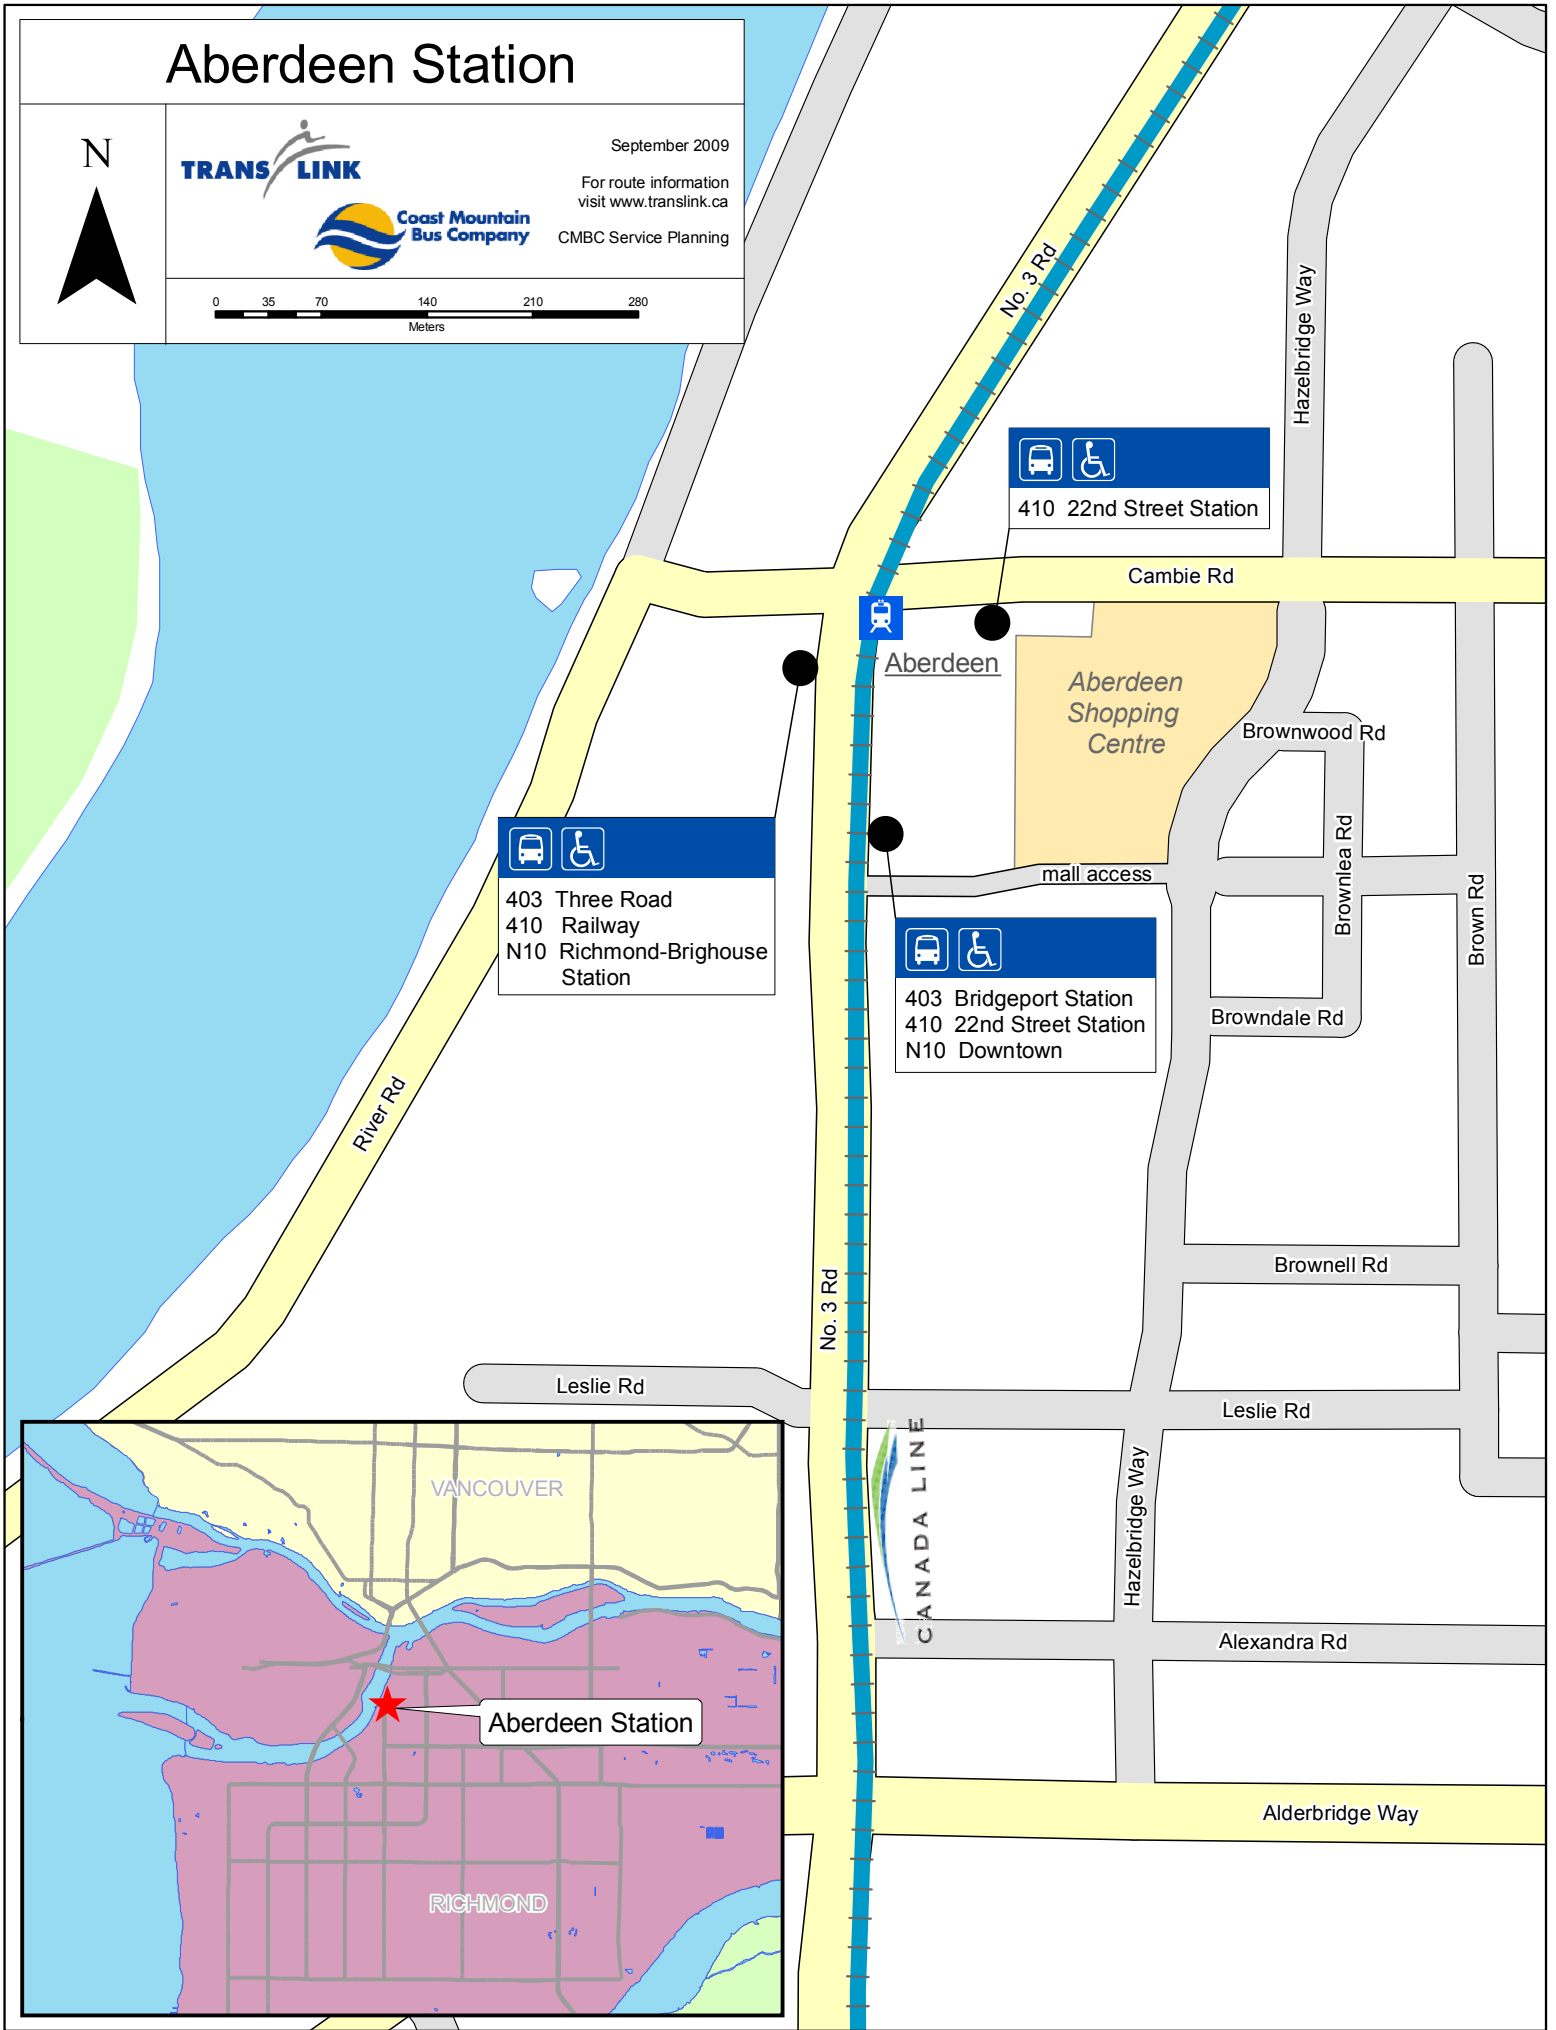 Aberdeen Station
N
TRANS LINK
Coast Mountain
Bus Company
September 2009
For route information
visit www.translink.ca
CMBC Service Planning
0 35 70 140 210 280
Meters
No. 3 Rd
Hazelbridge Way
410 22nd Street Station
Cambie Rd
Aberdeen
Aberdeen
Shopping
Centre
Brownwood Rd
Brownlea Rd
mall access
Brown Rd
403 Three Road
410 Railway
N10 Richmond-Brighouse
Station
403 Bridgeport Station
410 22nd Street Station
N10 Downtown
Browndale Rd
River Rd
Brownell Rd
No. 3 Rd
Leslie Rd
Leslie Rd
CANADA LINE
Hazelbridge Way
Alexandra Rd
Alderbridge Way
VANCOUVER
Aberdeen Station
RICHMOND